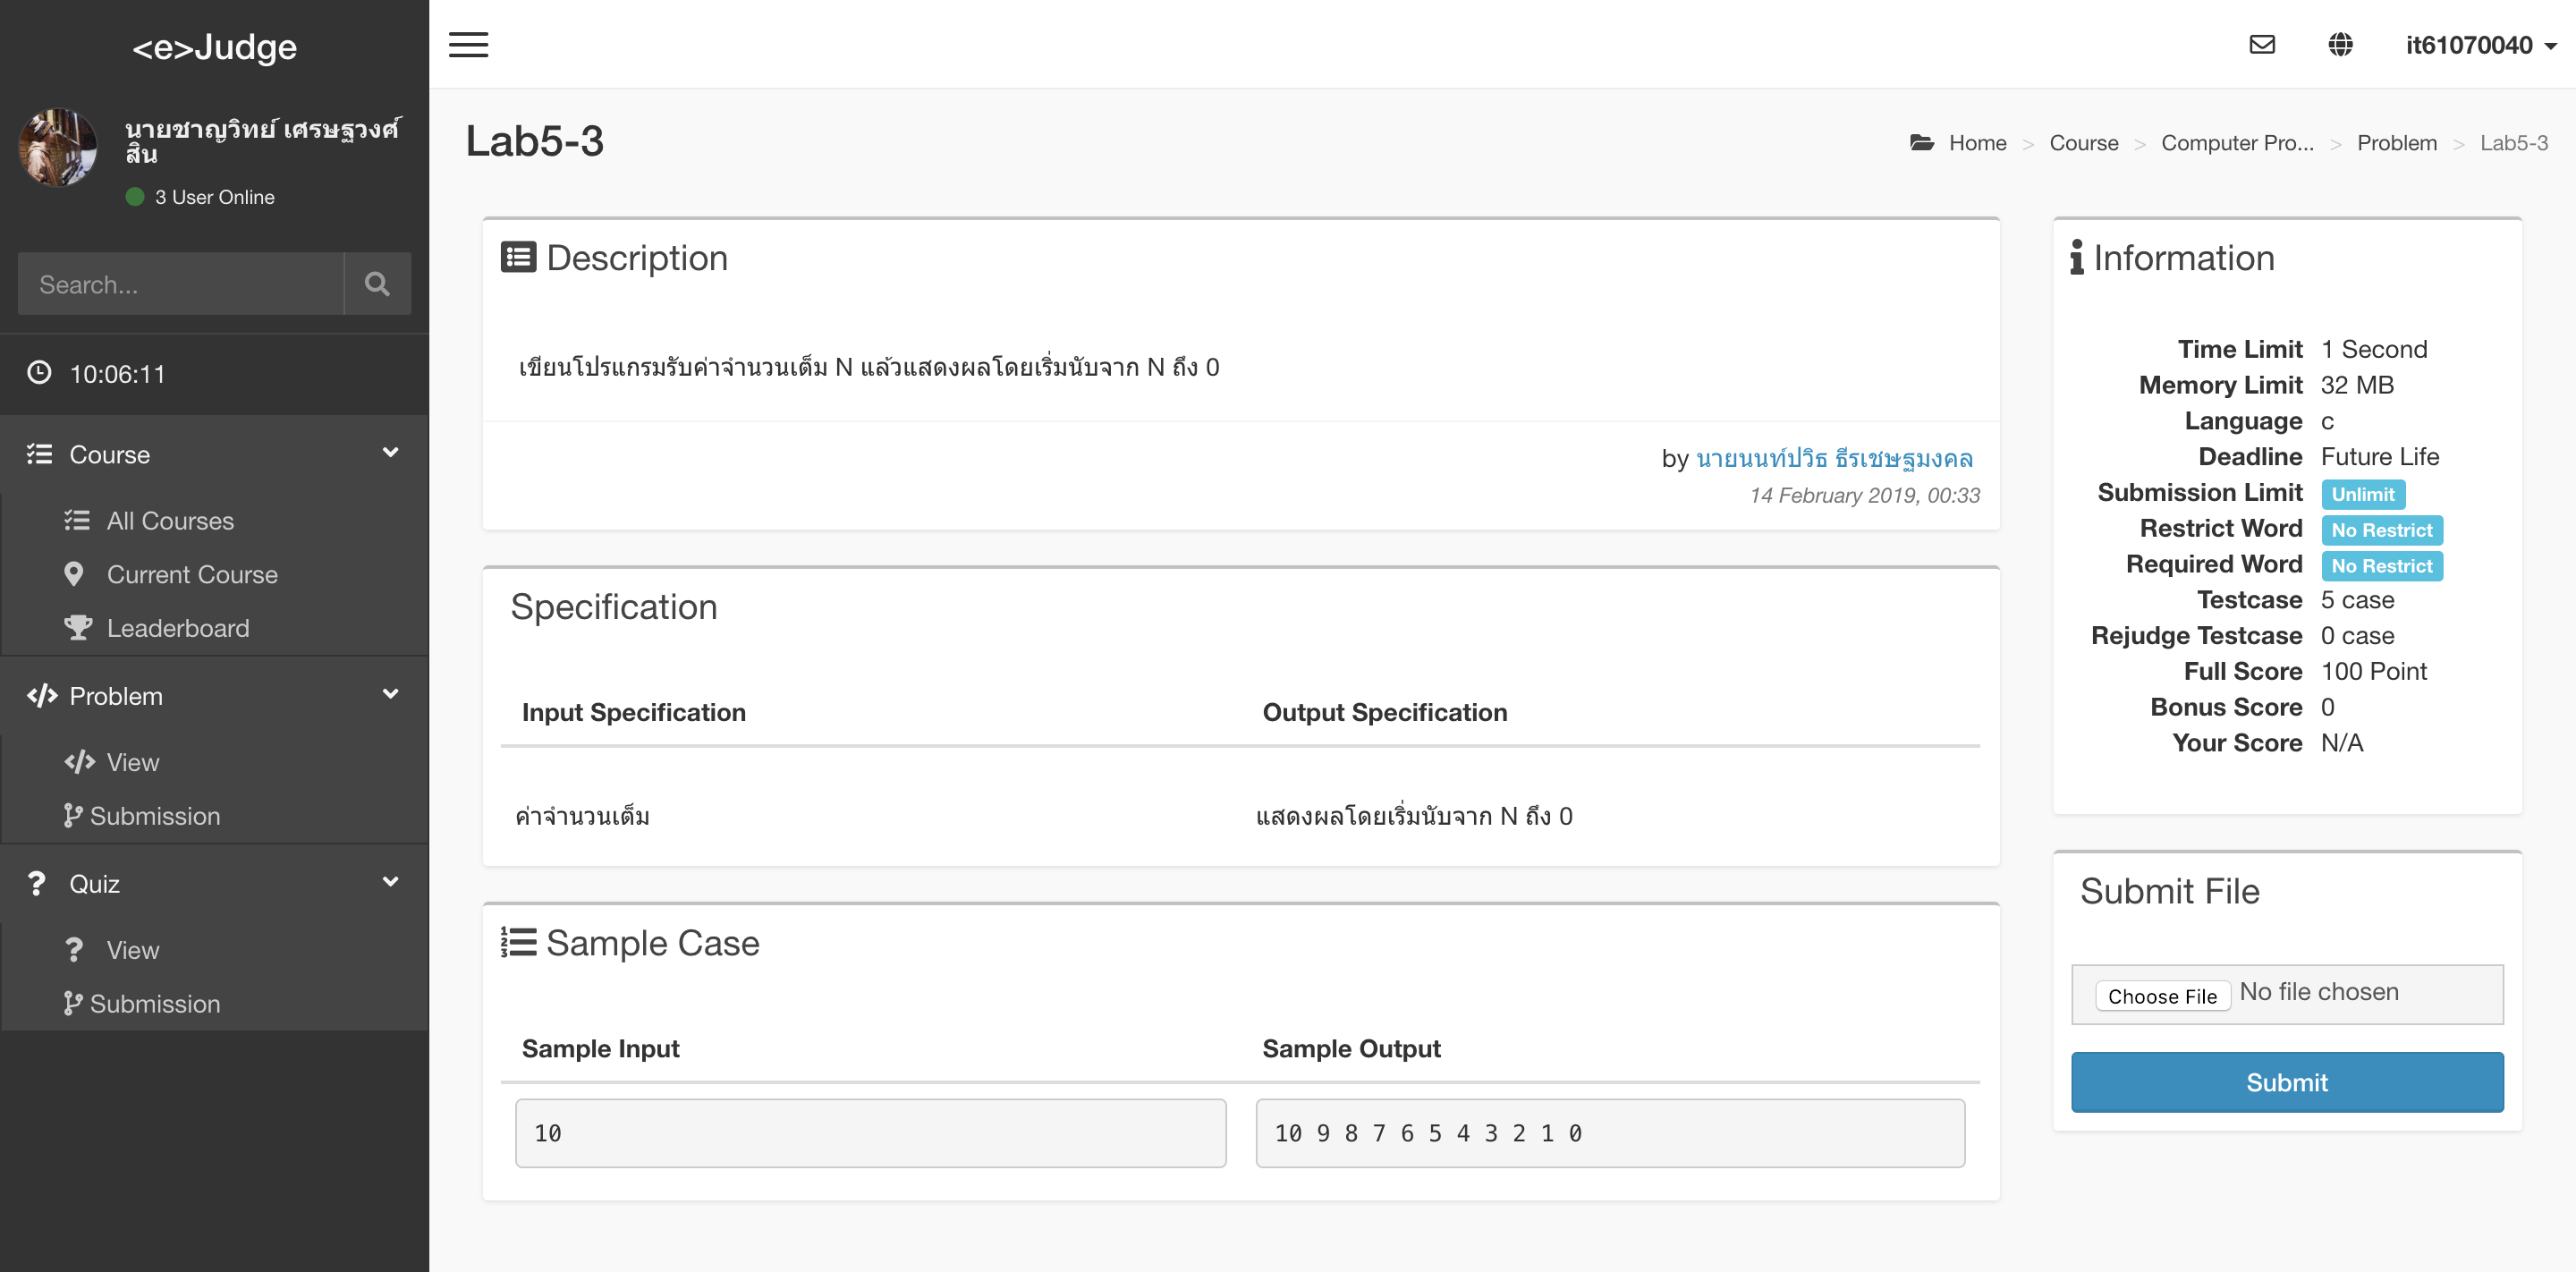 <e>Judge
นายชาญวิทย์ เศรษฐวงศ์
สิน
3 User Online
Search...
10:06:11
Course
All Courses
Current Course
Leaderboard
Problem
View
Submission
Quiz
View
Submission
it61070040
Lab5-3
Home > Course > Computer Pro... > Problem > Lab5-3
Description
เขียนโปรแกรมรับค่าจำนวนเต็ม N แล้วแสดงผลโดยเริ่มนับจาก N ถึง 0
by นายนนท์ปวิธ ธีรเชษฐมงคล
14 February 2019, 00:33
Specification
Input Specification Output Specification
ค่าจำนวนเต็ม แสดงผลโดยเริ่มนับจาก N ถึง 0
Sample Case
Sample Input Sample Output
10 10 9 8 7 6 5 4 3 2 1 0
Information
Time Limit 1 Second
Memory Limit 32 MB
Language c
Deadline Future Life
Submission Limit Unlimit
Restrict Word No Restrict
Required Word No Restrict
Testcase 5 case
Rejudge Testcase 0 case
Full Score 100 Point
Bonus Score 0
Your Score N/A
Submit File
Choose File No file chosen
Submit